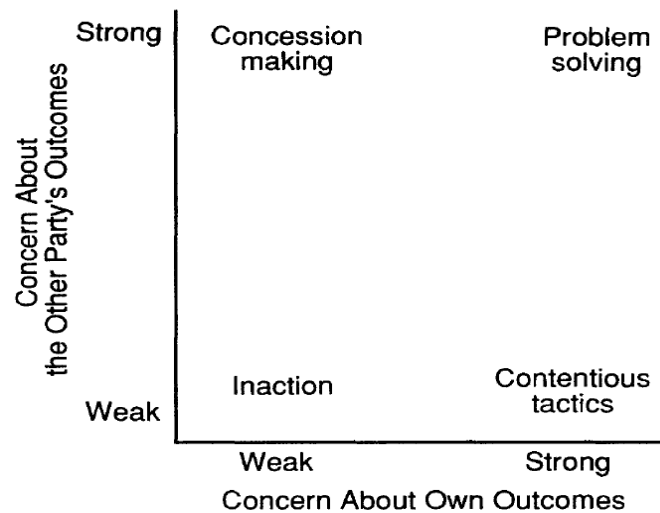 Strong
Concession
making
Problem
solving
Concern About
the Other Party's Outcomes
Inaction
Contentious
tactics
Weak
Weak
Strong
Concern About Own Outcomes